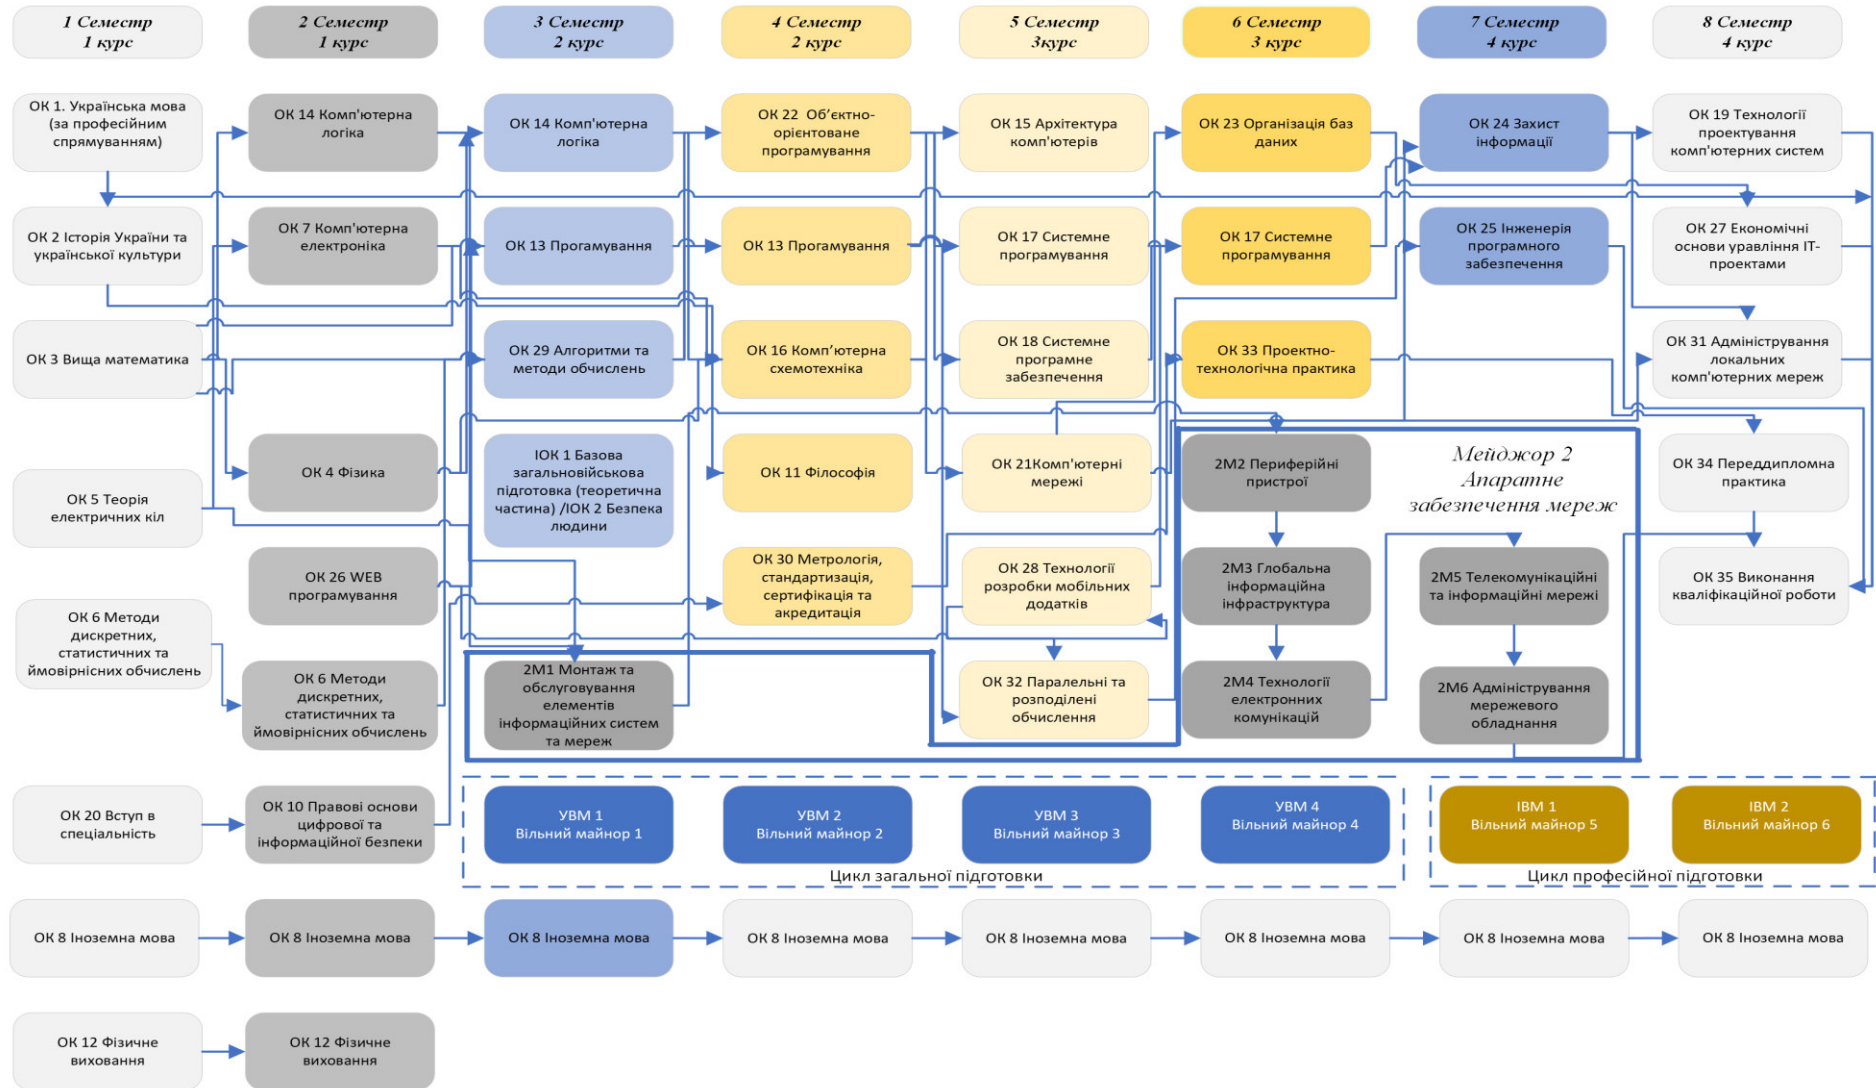 1 Семестр
1 курс
2 Семестр
1 курс
3 Семестр
2 курс
4 Семестр
2 курс
5 Семестр
3курс
6 Семестр
3 курс
7 Семестр
4 курс
8 Семестр
4 курс
ОК 1. Українська мова
(за професійним
спрямуванням)
ОК 14 Комп'ютерна
логіка
ОК 14 Комп'ютерна
логіка
ОК 22 Об’єктно-
орієнтоване
програмування
ОК 15 Архітектура
комп'ютерів
ОК 23 Організація баз
даних
ОК 24 Захист
інформації
ОК 19 Технології
проектування
комп'ютерних систем
ОК 2 Історія України та
української культури
ОК 7 Комп'ютерна
електроніка
ОК 13 Прогамування
ОК 13 Прогамування
ОК 17 Системне
програмування
ОК 17 Системне
програмування
ОК 25 Інженерія
програмного
забезпечення
ОК 27 Економічні
основи уравління ІТ-
проектами
ОК 3 Вища математика
ОК 29 Алгоритми та
методи обчислень
ОК 16 Комп’ютерна
схемотехніка
ОК 18 Системне
програмне
забезпечення
ОК 33 Проектно-
технологічна практика
ОК 31 Адміністрування
локальних
комп'ютерних мереж
ОК 5 Теорія
електричних кіл
ОК 4 Фізика
ІОК 1 Базова
загальновійськова
підготовка (теоретична
частина) /ІОК 2 Безпека
людини
ОК 11 Філософія
ОК 21Комп'ютерні
мережі
2М2 Периферійні
пристрої
Мейджор 2
Апаратне
забезпечення мереж
ОК 34 Переддипломна
практика
ОК 26 WEB
програмування
ОК 30 Метрологія,
стандартизація,
сертифікація та
акредитація
ОК 28 Технології
розробки мобільних
додатків
2М3 Глобальна
інформаційна
інфраструктура
2М5 Телекомунікаційні
та інформаційні мережі
ОК 35 Виконання
кваліфікаційної роботи
ОК 6 Методи
дискретних,
статистичних та
ймовірнісних обчислень
ОК 6 Методи
дискретних,
статистичних та
ймовірнісних обчислень
2М1 Монтаж та
обслуговування
елементів
інформаційних систем
та мереж
ОК 32 Паралельні та
розподілені
обчислення
2М4 Технології
електронних
комунікацій
2М6 Адміністрування
мережевого
обладнання
ОК 20 Вступ в
спеціальність
ОК 10 Правові основи
цифрової та
інформаційної безпеки
УВМ 1
Вільний майнор 1
УВМ 2
Вільний майнор 2
УВМ 3
Вільний майнор 3
УВМ 4
Вільний майнор 4
ІВМ 1
Вільний майнор 5
ІВМ 2
Вільний майнор 6
Цикл загальної підготовки
Цикл професійної підготовки
ОК 8 Іноземна мова
ОК 8 Іноземна мова
ОК 8 Іноземна мова
ОК 8 Іноземна мова
ОК 8 Іноземна мова
ОК 8 Іноземна мова
ОК 8 Іноземна мова
ОК 8 Іноземна мова
ОК 12 Фізичне
виховання
ОК 12 Фізичне
виховання